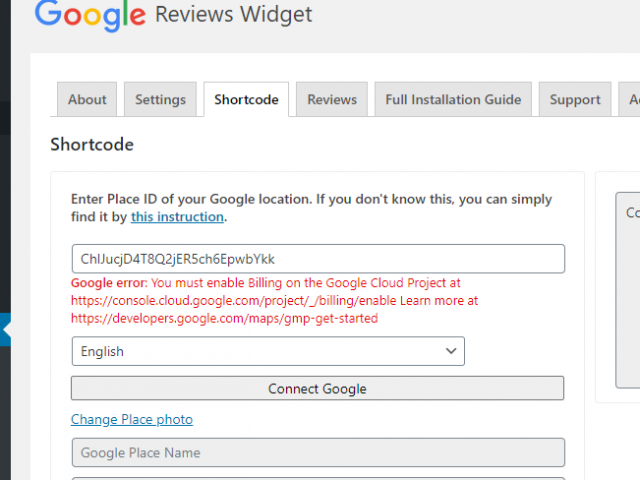 Google Reviews Widget
About Settings Shortcode Reviews Full Installation Guide Support
Shortcode
Enter Place ID of your Google location. If you don't know this, you can simply
find it by this instruction.
ChIJucjD4T8Q2jER5ch6EpwbYkk
Google error: You must enable Billing on the Google Cloud Project at
https://console.cloud.google.com/project/_/billing/enable Learn more at
https://developers.google.com/maps/gmp-get-started
English
Connect Google
Change Place photo
Google Place Name